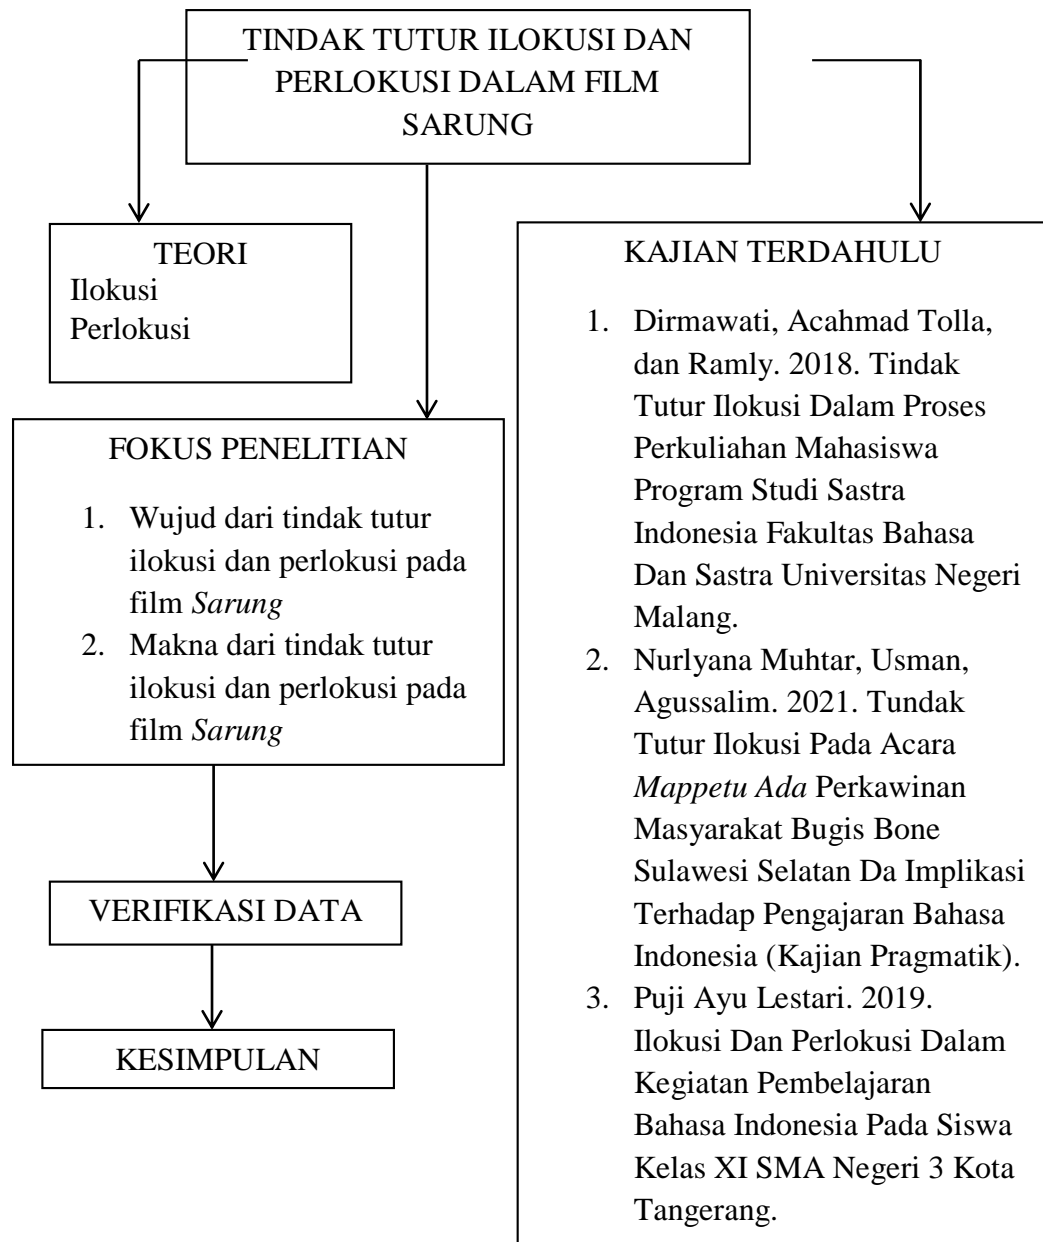 TINDAK TUTUR ILOKUSI DAN
PERLOKUSI DALAM FILM
SARUNG
TEORI
Ilokusi
Perlokusi
FOKUS PENELITIAN
1. Wujud dari tindak tutur
ilokusi dan perlokusi pada
film Sarung
2. Makna dari tindak tutur
ilokusi dan perlokusi pada
film Sarung
VERIFIKASI DATA
KESIMPULAN
KAJIAN TERDAHULU
1. Dirmawati, Acahmad Tolla,
dan Ramly. 2018. Tindak
Tutur Ilokusi Dalam Proses
Perkuliahan Mahasiswa
Program Studi Sastra
Indonesia Fakultas Bahasa
Dan Sastra Universitas Negeri
Malang.
2. Nurlyana Muhtar, Usman,
Agussalim. 2021. Tundak
Tutur Ilokusi Pada Acara
Mappetu Ada Perkawinan
Masyarakat Bugis Bone
Sulawesi Selatan Da Implikasi
Terhadap Pengajaran Bahasa
Indonesia (Kajian Pragmatik).
3. Puji Ayu Lestari. 2019.
Ilokusi Dan Perlokusi Dalam
Kegiatan Pembelajaran
Bahasa Indonesia Pada Siswa
Kelas XI SMA Negeri 3 Kota
Tangerang.